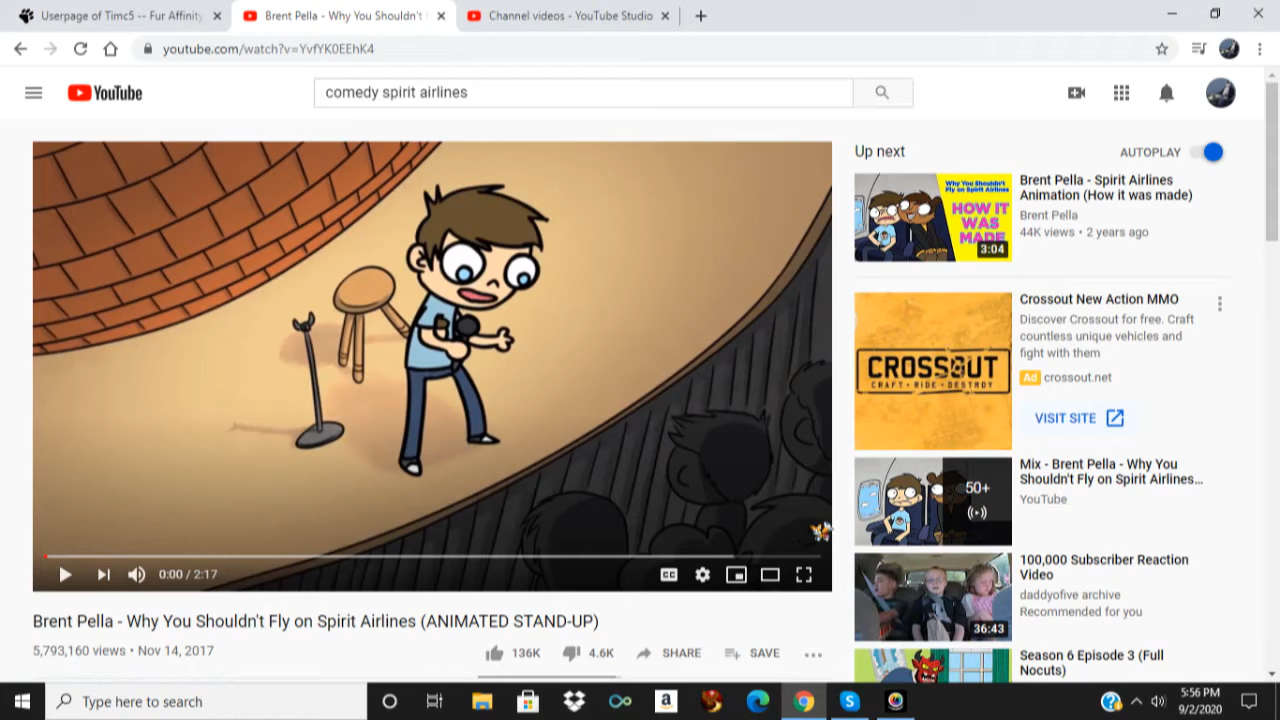 Userpage of Timc5 -- Fur Affinity
Brent Pella - Why You Shouldn't
Channel videos - YouTube Studio
youtube.com/watch?v=YvfYK0EEhK4
YouTube
comedy spirit airlines
Up next
AUTOPLAY
Why You Shouldn't
Fly on Spirit Airlines
HOW IT
WAS
MADE
3:04
Brent Pella - Spirit Airlines
Animation (How it was made)
Brent Pella
44K views • 2 years ago
CROSSOUT
CRAFT • RIDE • DESTROY
Crossout New Action MMO
Discover Crossout for free. Craft
countless unique vehicles and
fight with them
Ad crossout.net
VISIT SITE
50+
Mix - Brent Pella - Why You
Shouldn't Fly on Spirit Airlines...
YouTube
36:43
100,000 Subscriber Reaction
Video
daddyofive archive
Recommended for you
Season 6 Episode 3 (Full
Nocuts)
0:00 / 2:17
CC
Brent Pella - Why You Shouldn't Fly on Spirit Airlines (ANIMATED STAND-UP)
5,793,160 views • Nov 14, 2017
136K
4.6K
SHARE
SAVE
Type here to search
5:56 PM
9/2/2020